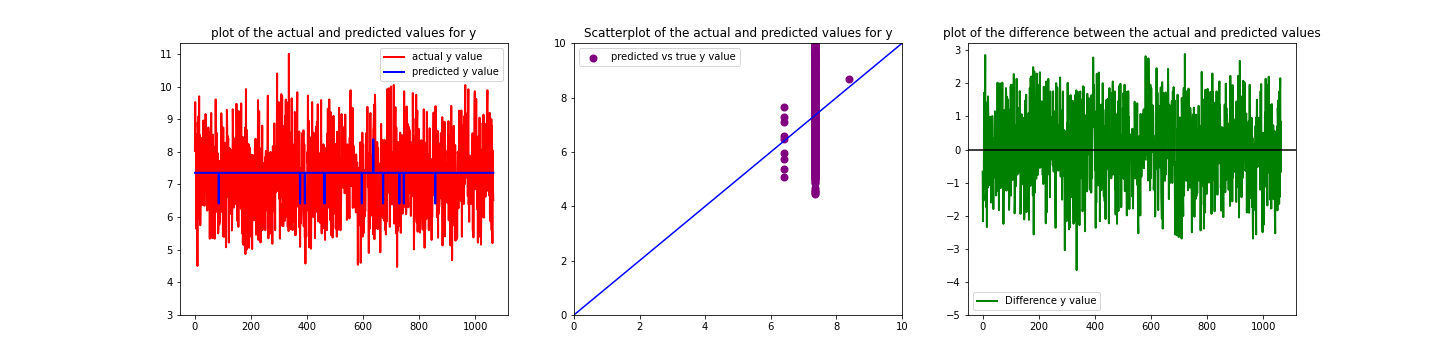 plot of the actual and predicted values for y
11
10
9
8
7
6
5
4
3
0 200 400 600 800 1000
actual y value
predicted y value
Scatterplot of the actual and predicted values for y
10
8
6
4
2
0
0 2 4 6 8 10
predicted vs true y value
plot of the difference between the actual and predicted values
3
2
1
0
−1
−2
−3
−4
−5
0 200 400 600 800 1000
Difference y value